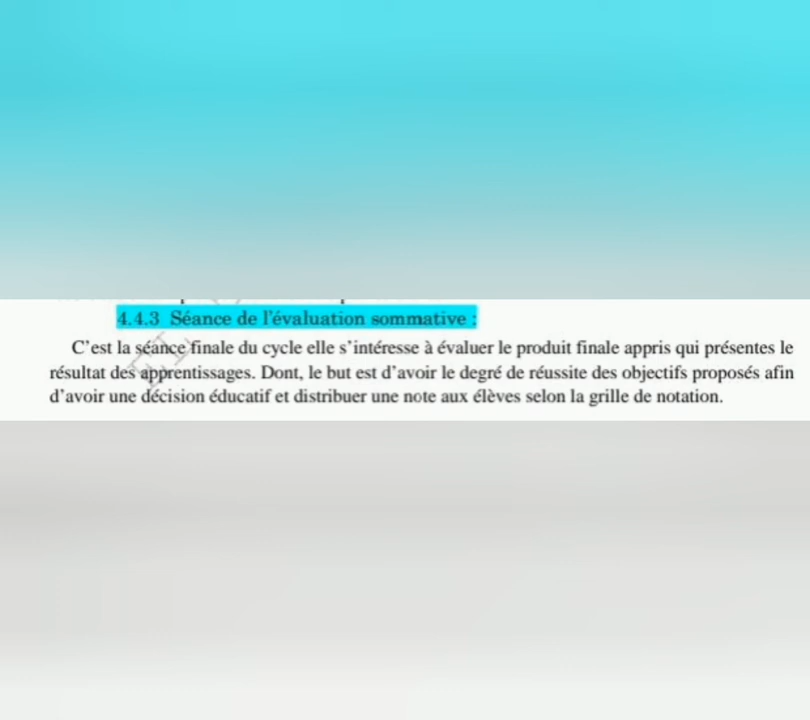 4.4.3 Séance de l'évaluation sommative :
C'est la séance finale du cycle elle s'intéresse à évaluer le produit finale appris qui présentes le
résultat des apprentissages. Dont, le but est d'avoir le degré de réussite des objectifs proposés afin
d'avoir une décision éducatif et distribuer une note aux élèves selon la grille de notation.